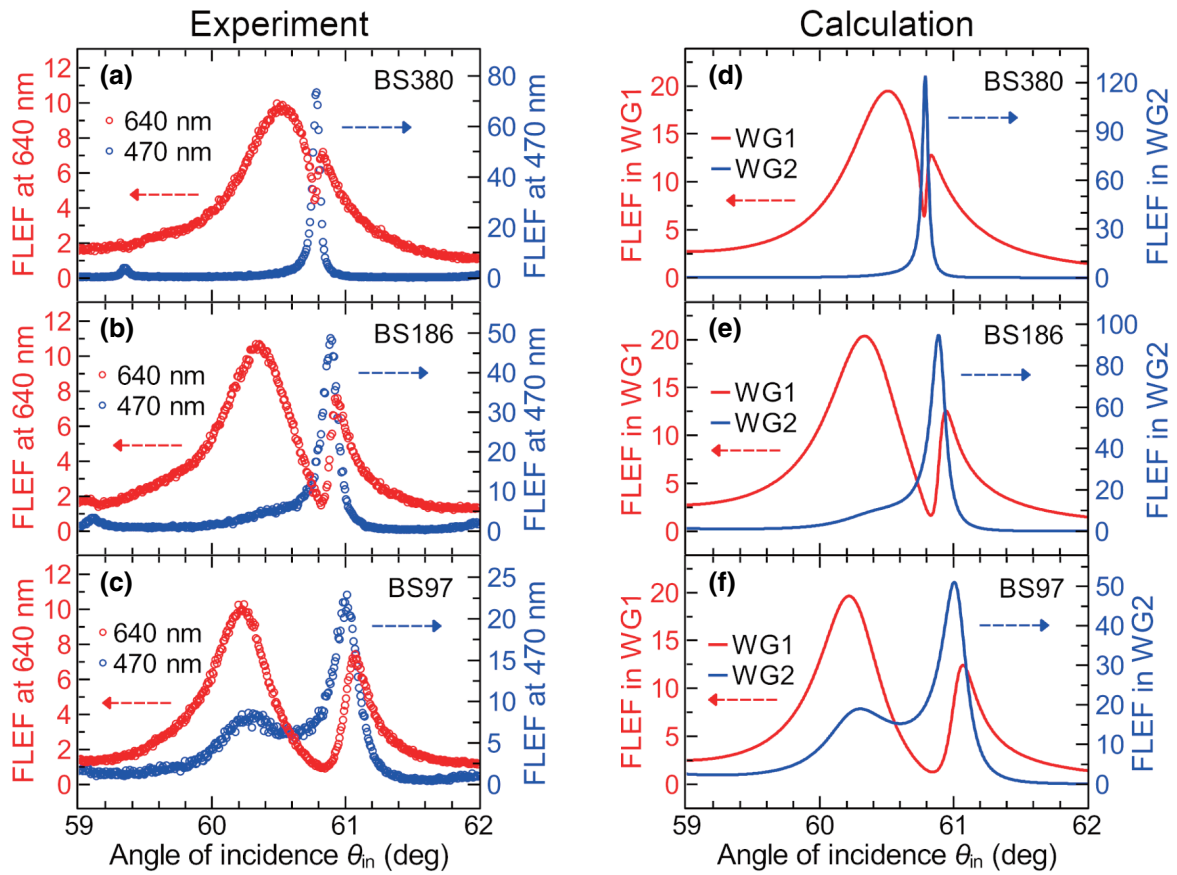 Experiment
Calculation
(a)
BS380
640 nm
470 nm
FLEF at 640 nm
12
10
8
6
4
2
0
FLEF at 470 nm
80
60
40
20
0
(d)
BS380
WG1
WG2
FLEF in WG1
20
15
10
5
0
FLEF in WG2
120
90
60
30
0
(b)
BS186
640 nm
470 nm
FLEF at 640 nm
12
10
8
6
4
2
0
FLEF at 470 nm
50
40
30
20
10
0
(e)
BS186
WG1
WG2
FLEF in WG1
20
15
10
5
0
FLEF in WG2
100
80
60
40
20
0
(c)
BS97
640 nm
470 nm
FLEF at 640 nm
12
10
8
6
4
2
0
FLEF at 470 nm
25
20
15
10
5
0
(f)
BS97
WG1
WG2
FLEF in WG1
20
15
10
5
0
FLEF in WG2
50
40
30
20
10
0
59 60 61 62
Angle of incidence θin (deg)
59 60 61 62
Angle of incidence θin (deg)